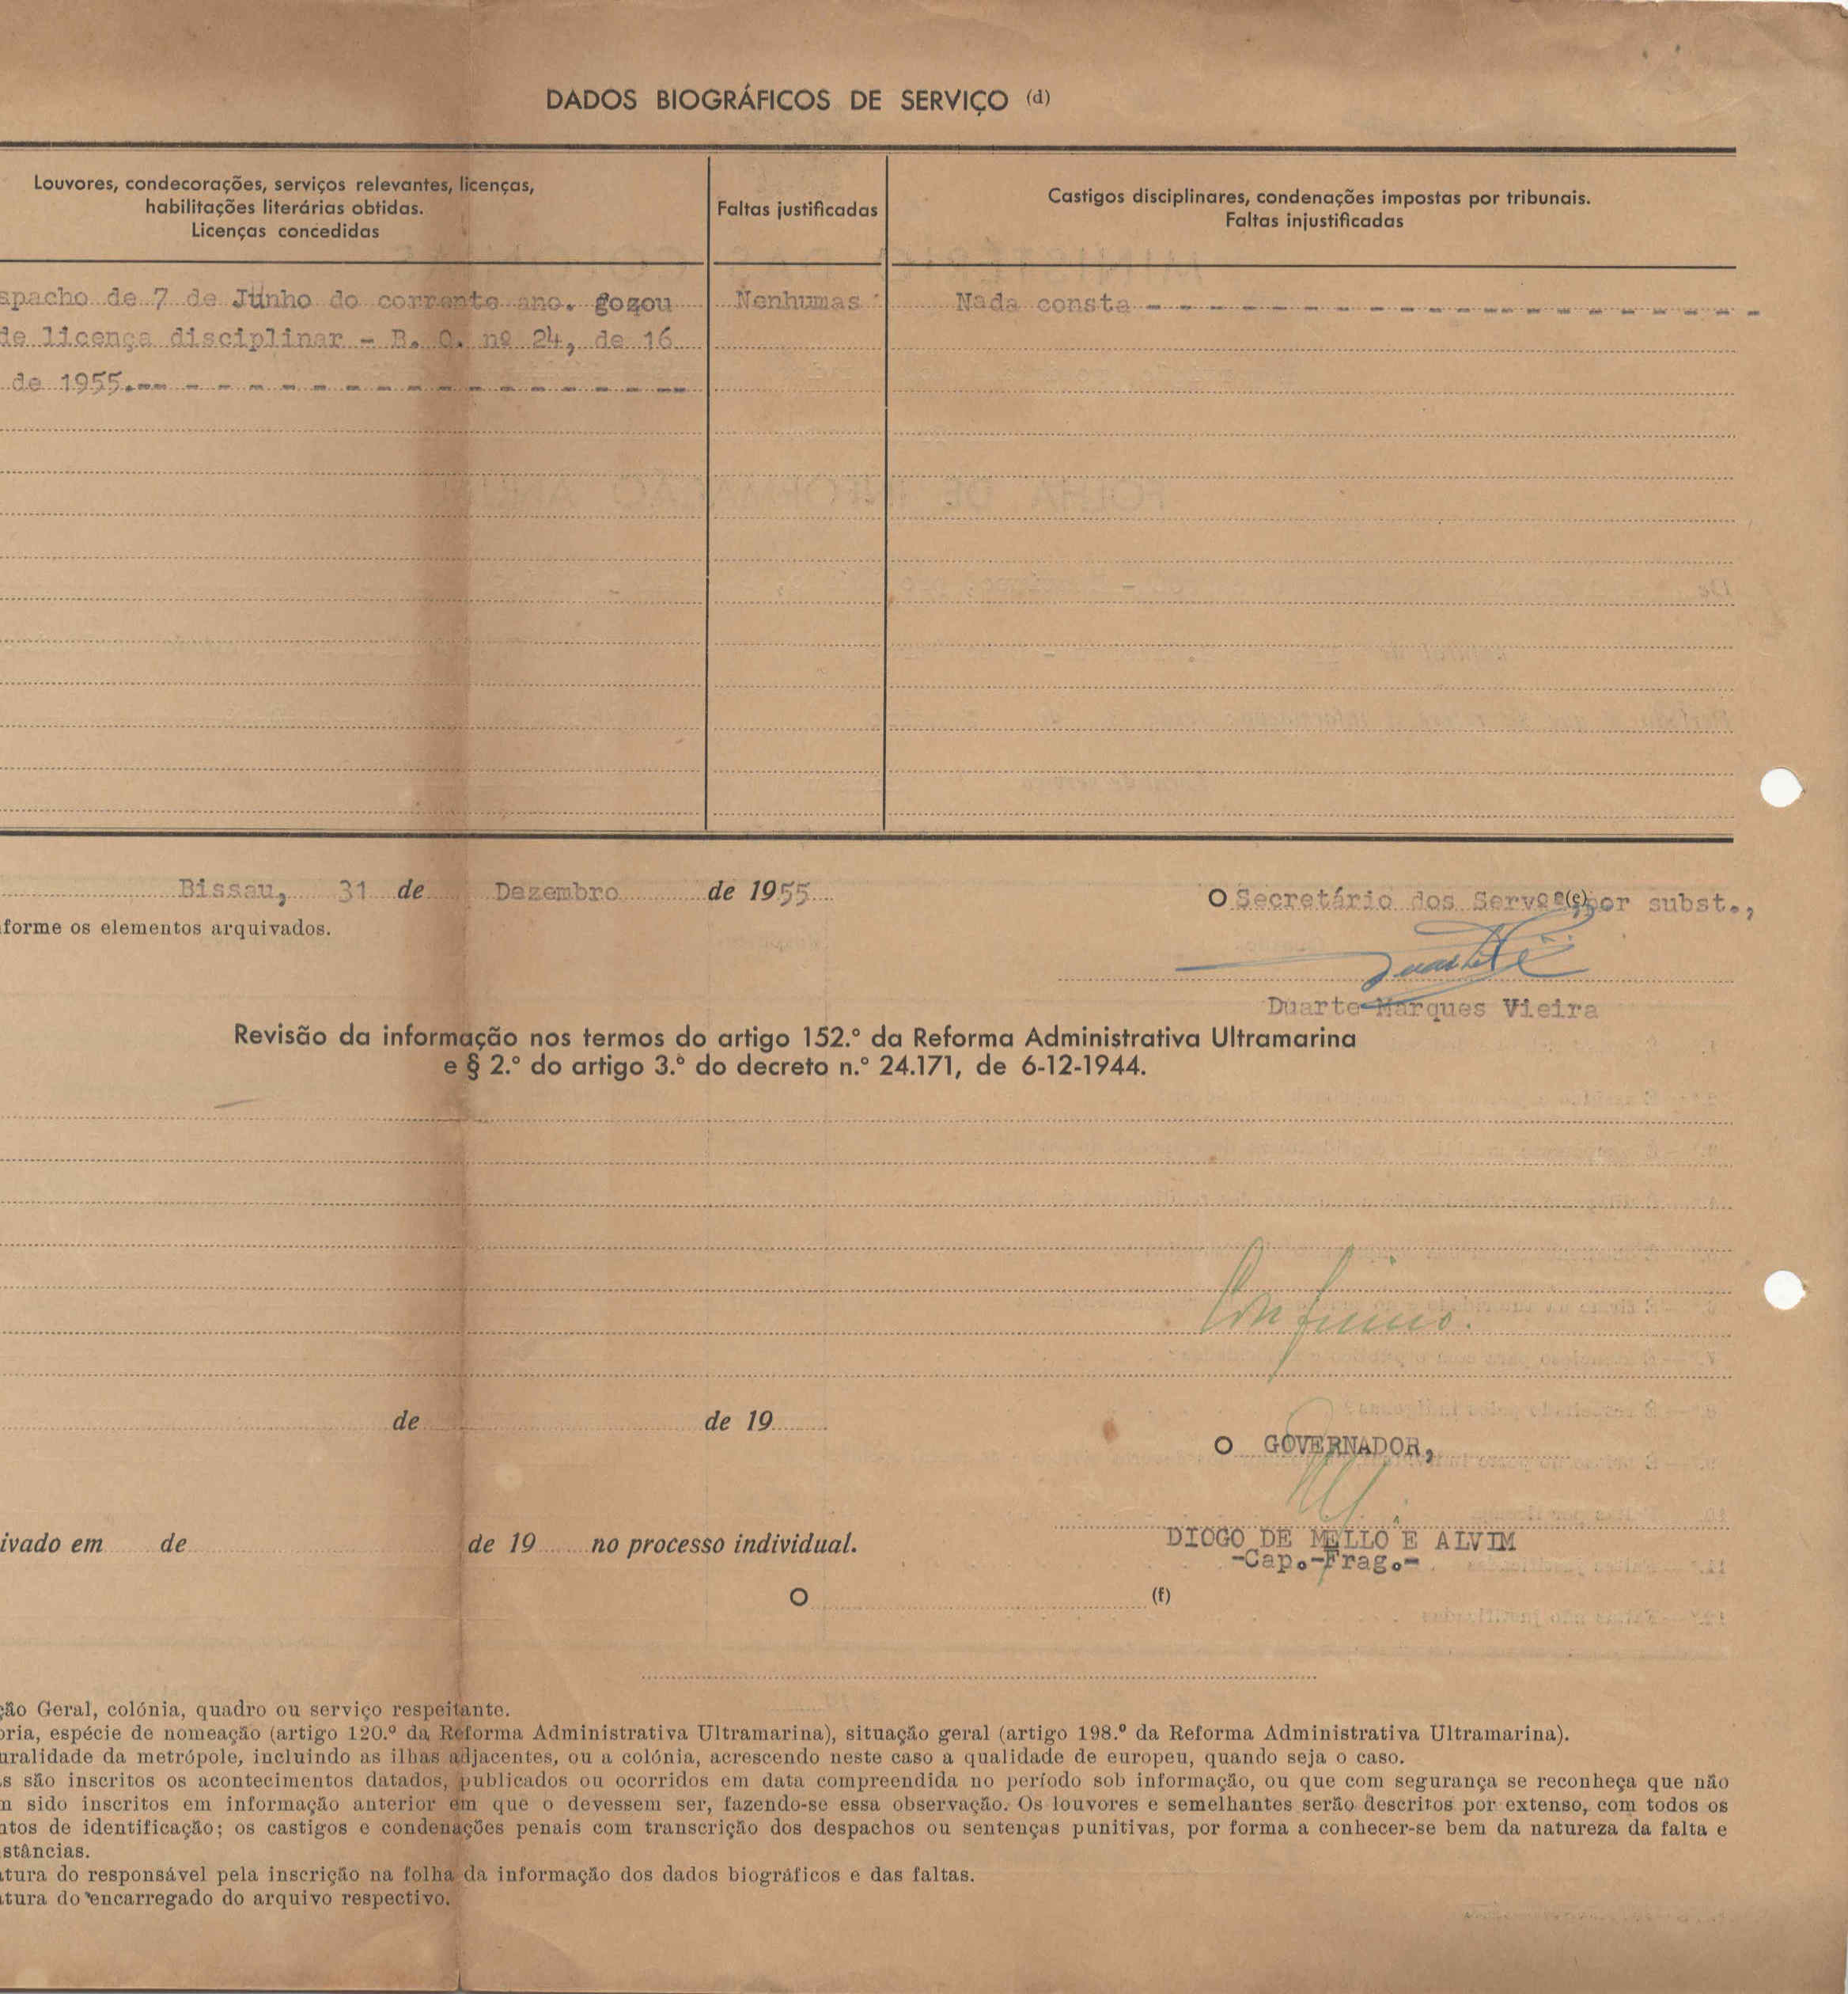 DADOS BIOGRÁFICOS DE SERVIÇO (d)
Louvores, condecorações, serviços relevantes, licenças,
habilitações literárias obtidas.
Licenças concedidas
Faltas justificadas
Castigos disciplinares, condenações impostas por tribunais.
Faltas injustificadas
spacho de 7 de Junho do corrente ano, gozou
Nenhumas
Nada consta - - - - - - - - - - - - - - - - - - -
de licença disciplinar - B. O. nº 24, de 16
de 1955.-- - - - - - - - - - - - - - - - - -
Bissau, 31 de Dezembro de 1955
O Secretário dos Servºs(e)por subst.,
forme os elementos arquivados.
Duarte Marques Vieira
Revisão da informação nos termos do artigo 152.º da Reforma Administrativa Ultramarina
e § 2.º do artigo 3.º do decreto n.º 24.171, de 6-12-1944.
Confirmo.
de de 19
O GOVERNADOR,
DIOGO DE MELLO E ALVIM
-Cap.-Frag.-
ivado em de de 19 no processo individual.
O (f)
ção Geral, colónia, quadro ou serviço respeitante.
oria, espécie de nomeação (artigo 120.º da Reforma Administrativa Ultramarina), situação geral (artigo 198.º da Reforma Administrativa Ultramarina).
uralidade da metrópole, incluindo as ilhas adjacentes, ou a colónia, acrescendo neste caso a qualidade de europeu, quando seja o caso.
s são inscritos os acontecimentos datados, publicados ou ocorridos em data compreendida no período sob informação, ou que com segurança se reconheça que não
m sido inscritos em informação anterior em que o devessem ser, fazendo-se essa observação. Os louvores e semelhantes serão descritos por extenso, com todos os
ntos de identificação; os castigos e condenações penais com transcrição dos despachos ou sentenças punitivas, por forma a conhecer-se bem da natureza da falta e
stâncias.
atura do responsável pela inscrição na folha da informação dos dados biográficos e das faltas.
atura do encarregado do arquivo respectivo.